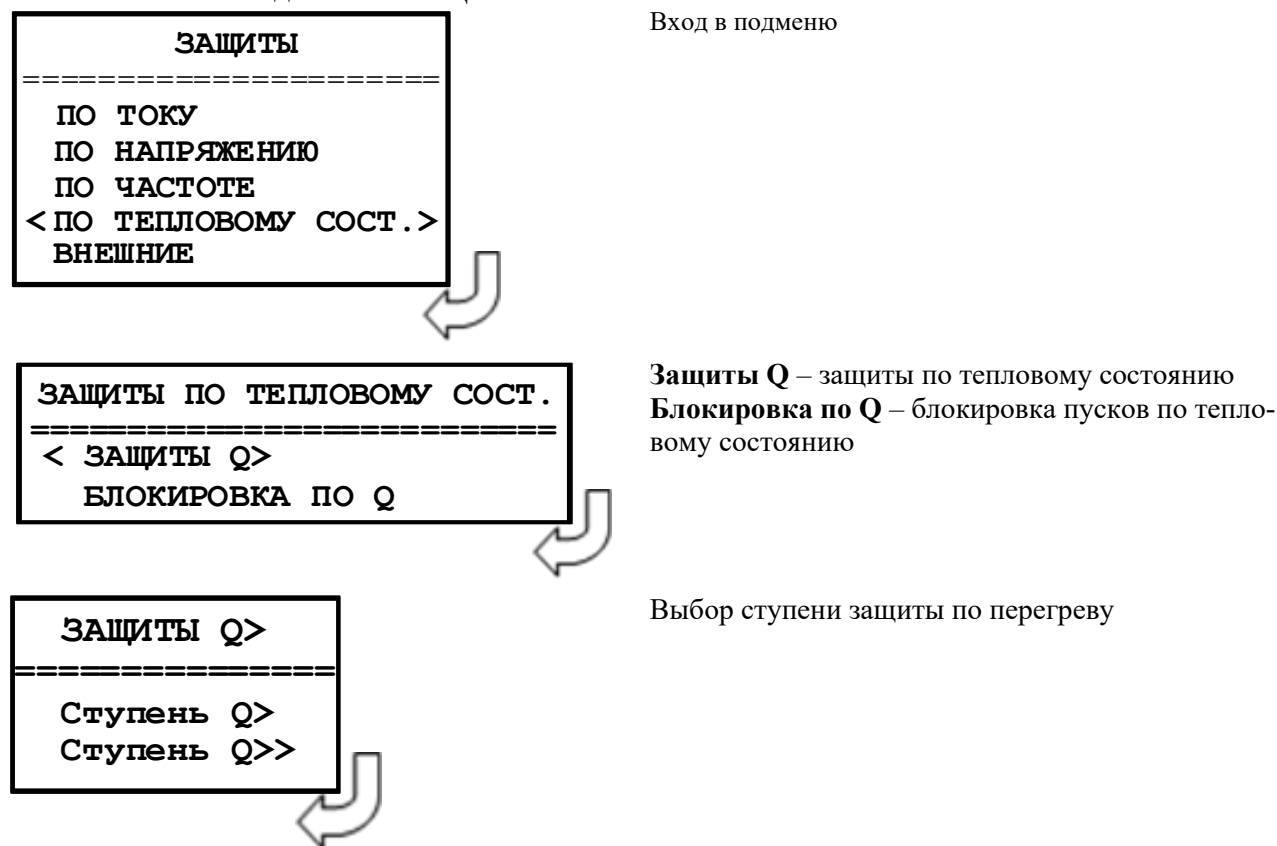 ЗАЩИТЫ
======================
ПО ТОКУ
ПО НАПРЯЖЕНИЮ
ПО ЧАСТОТЕ
<ПО ТЕПЛОВОМУ СОСТ.>
ВНЕШНИЕ
Вход в подменю
ЗАЩИТЫ ПО ТЕПЛОВОМУ СОСТ.
===========================
< ЗАЩИТЫ Q>
БЛОКИРОВКА ПО Q
Защиты Q – защиты по тепловому состоянию
Блокировка по Q – блокировка пусков по тепло-
вому состоянию
ЗАЩИТЫ Q>
===============
Ступень Q>
Ступень Q>>
Выбор ступени защиты по перегреву